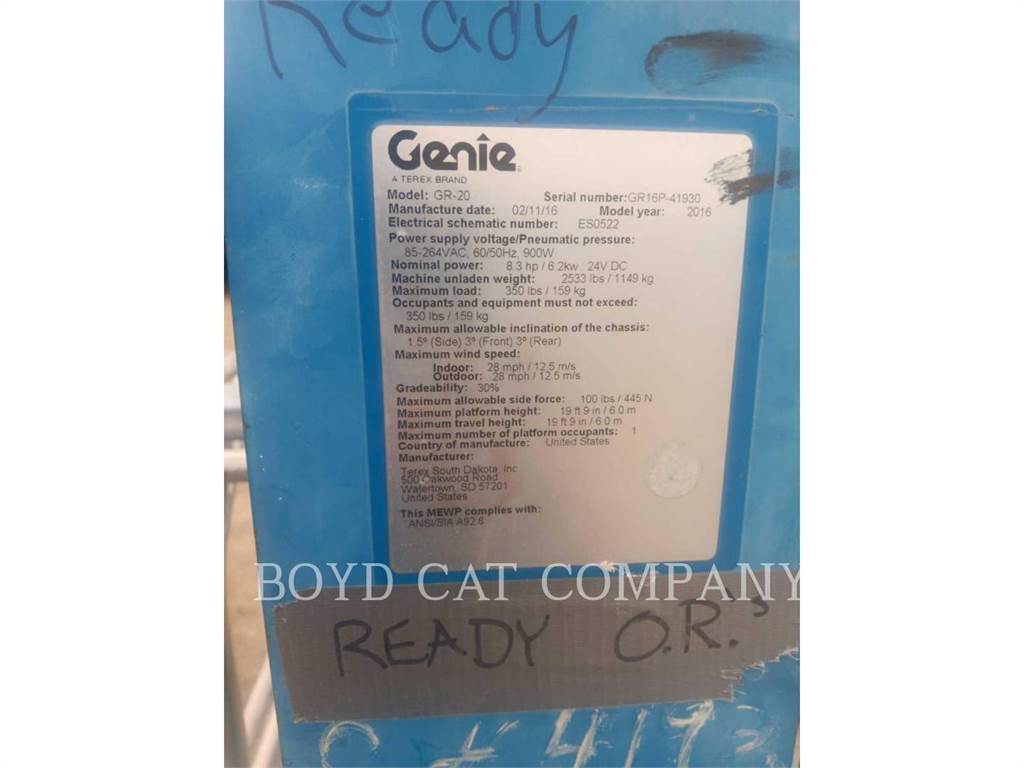 Ready
Genie
A TEREX BRAND
Model: GR-20 Serial number:GR16P-41930
Manufacture date: 02/11/16 Model year: 2016
Electrical schematic number: ES0522
Power supply voltage/Pneumatic pressure:
85-264VAC, 60/50Hz, 900W
Nominal power: 8.3 hp / 6.2kw , 24V DC
Machine unladen weight: 2533 lbs / 1149 kg
Maximum load: 350 lbs / 159 kg
Occupants and equipment must not exceed:
350 lbs / 159 kg
Maximum allowable inclination of the chassis:
1.5º (Side) 3º (Front) 3º (Rear)
Maximum wind speed:
Indoor: 28 mph / 12.5 m/s
Outdoor: 28 mph / 12.5 m/s
Gradeability: 30%
Maximum allowable side force: 100 lbs / 445 N
Maximum platform height: 19 ft 9 in / 6.0 m
Maximum travel height: 19 ft 9 in / 6.0 m
Maximum number of platform occupants: 1
Country of manufacture: United States
Manufacturer:
Terex South Dakota, Inc
500 Oakwood Road
Watertown, SD 57201
United States
This MEWP complies with:
ANSI/SIA A92.6
BOYD CAT COMPANY
READY O.R.'s